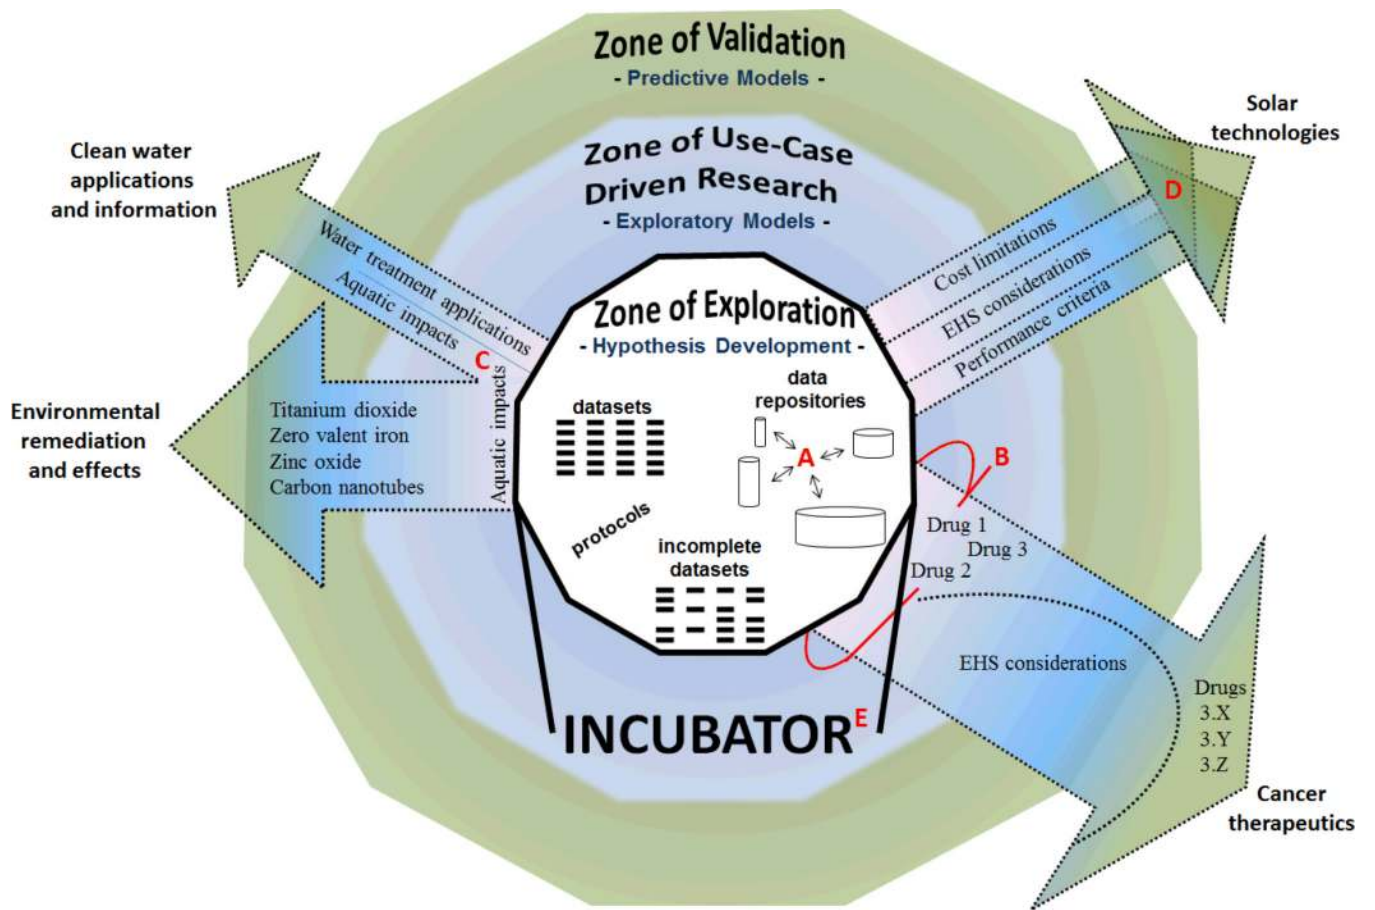 Zone of Validation
- Predictive Models -
Zone of Use-Case
Driven Research
- Exploratory Models -
Zone of Exploration
- Hypothesis Development -
datasets
data
repositories
A
protocols
incomplete
datasets
INCUBATOR E
Clean water
applications
and information
Water treatment applications
Aquatic impacts
C
Environmental
remediation
and effects
Titanium dioxide
Zero valent iron
Zinc oxide
Carbon nanotubes
Aquatic impacts
Solar
technologies
D
Cost limitations
EHS considerations
Performance criteria
B
Drug 1
Drug 3
Drug 2
EHS considerations
Drugs
3.X
3.Y
3.Z
Cancer
therapeutics